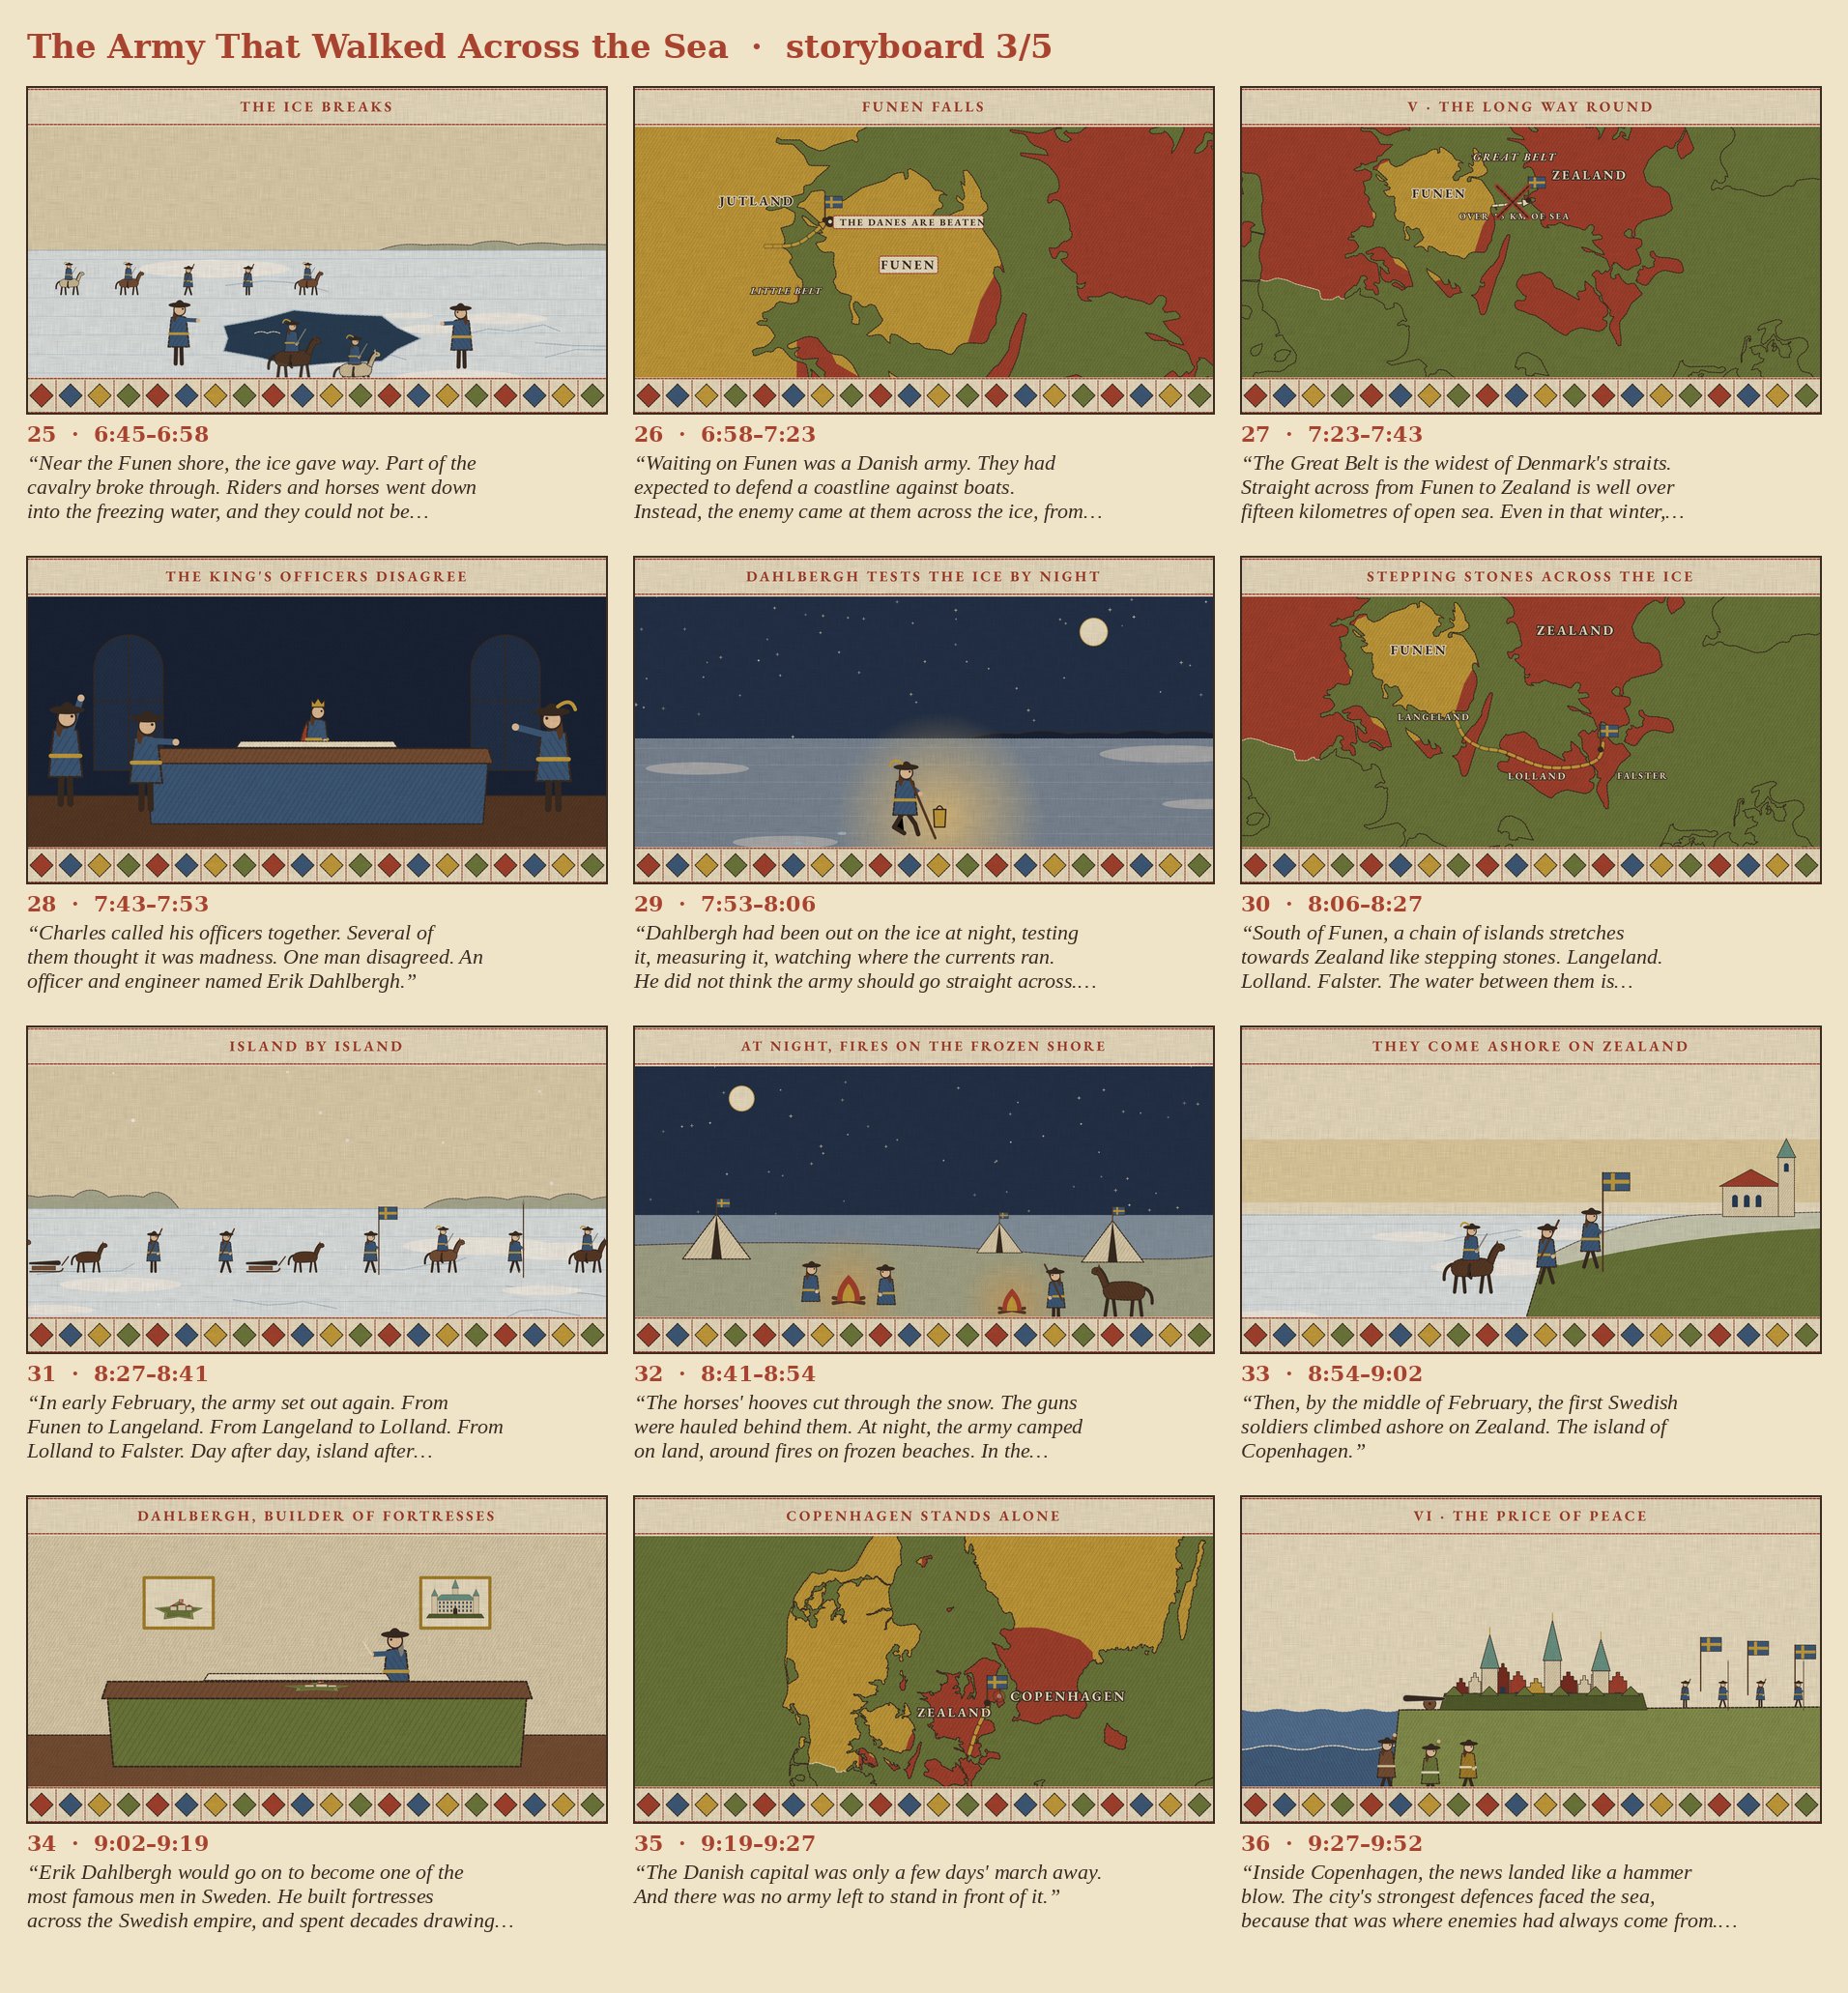 The Army That Walked Across the Sea · storyboard 3/5
THE ICE BREAKS
25 · 6:45–6:58
“Near the Funen shore, the ice gave way. Part of the
cavalry broke through. Riders and horses went down
into the freezing water, and they could not be…
FUNEN FALLS
JUTLAND
THE DANES ARE BEATEN
FUNEN
LITTLE BELT
26 · 6:58–7:23
“Waiting on Funen was a Danish army. They had
expected to defend a coastline against boats.
Instead, the enemy came at them across the ice, from…
V · THE LONG WAY ROUND
GREAT BELT
ZEALAND
FUNEN
OVER 15 KM OF SEA
27 · 7:23–7:43
“The Great Belt is the widest of Denmark's straits.
Straight across from Funen to Zealand is well over
fifteen kilometres of open sea. Even in that winter,…
THE KING'S OFFICERS DISAGREE
28 · 7:43–7:53
“Charles called his officers together. Several of
them thought it was madness. One man disagreed. An
officer and engineer named Erik Dahlbergh.”
DAHLBERGH TESTS THE ICE BY NIGHT
29 · 7:53–8:06
“Dahlbergh had been out on the ice at night, testing
it, measuring it, watching where the currents ran.
He did not think the army should go straight across.…
STEPPING STONES ACROSS THE ICE
ZEALAND
FUNEN
LANGELAND
LOLLAND
FALSTER
30 · 8:06–8:27
“South of Funen, a chain of islands stretches
towards Zealand like stepping stones. Langeland.
Lolland. Falster. The water between them is…
ISLAND BY ISLAND
31 · 8:27–8:41
“In early February, the army set out again. From
Funen to Langeland. From Langeland to Lolland. From
Lolland to Falster. Day after day, island after…
AT NIGHT, FIRES ON THE FROZEN SHORE
32 · 8:41–8:54
“The horses' hooves cut through the snow. The guns
were hauled behind them. At night, the army camped
on land, around fires on frozen beaches. In the…
THEY COME ASHORE ON ZEALAND
33 · 8:54–9:02
“Then, by the middle of February, the first Swedish
soldiers climbed ashore on Zealand. The island of
Copenhagen.”
DAHLBERGH, BUILDER OF FORTRESSES
34 · 9:02–9:19
“Erik Dahlbergh would go on to become one of the
most famous men in Sweden. He built fortresses
across the Swedish empire, and spent decades drawing…
COPENHAGEN STANDS ALONE
COPENHAGEN
ZEALAND
35 · 9:19–9:27
“The Danish capital was only a few days' march away.
And there was no army left to stand in front of it.”
VI · THE PRICE OF PEACE
36 · 9:27–9:52
“Inside Copenhagen, the news landed like a hammer
blow. The city's strongest defences faced the sea,
because that was where enemies had always come from.…